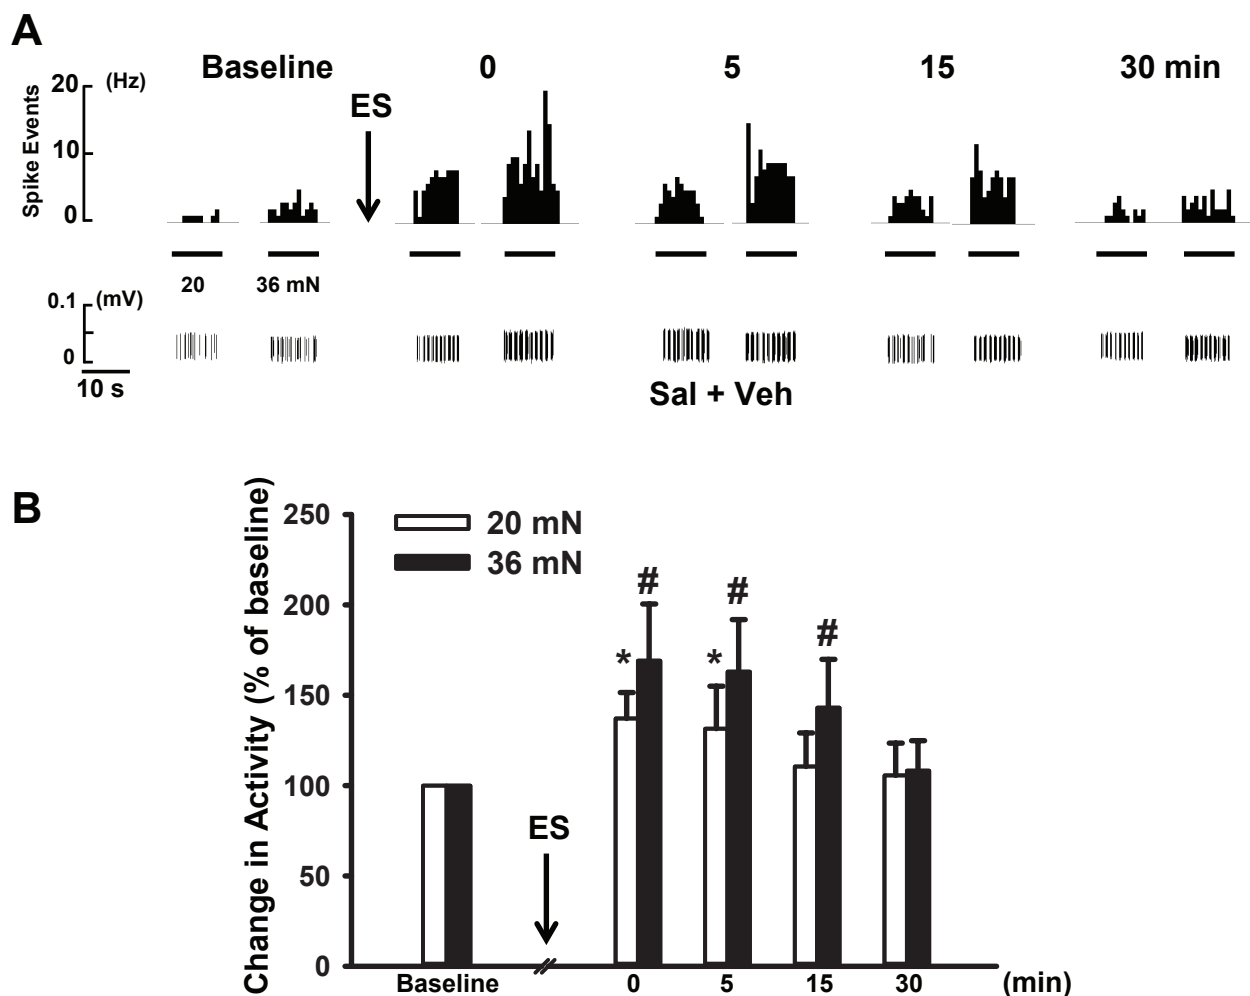 A
Baseline 0 5 15 30 min
20 (Hz)
ES
Spike Events
10
0
20 36 mN
0.1 (mV)
0
10 s
Sal + Veh
B
Change in Activity (% of baseline)
250
20 mN
36 mN
200
# # #
* *
150
100
ES
50
0
Baseline 0 5 15 30 (min)